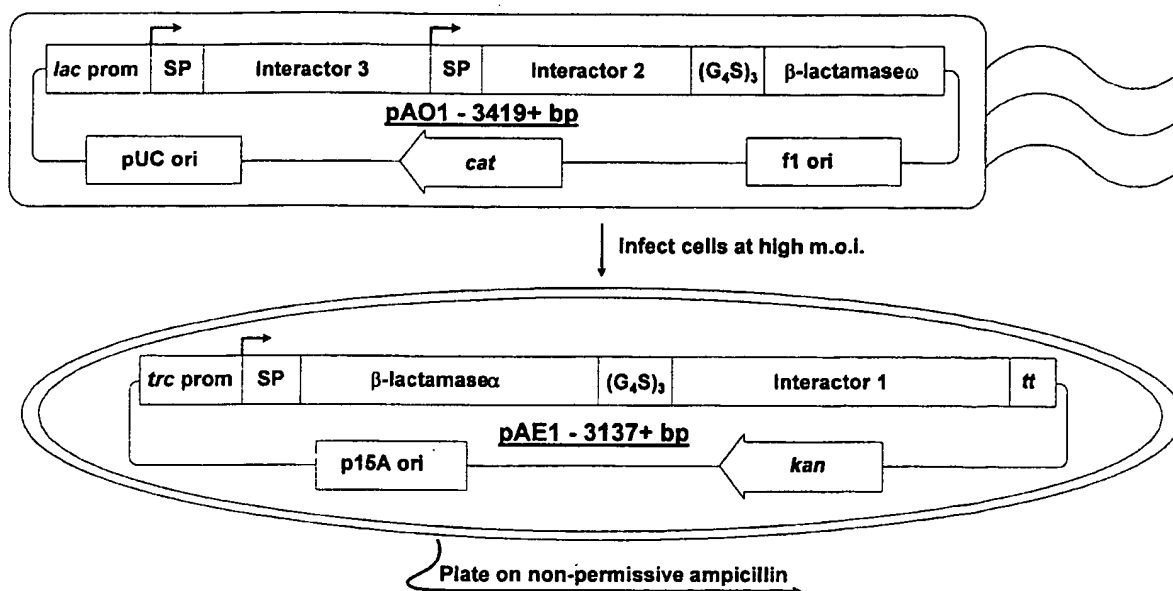 lac prom SP Interactor 3 SP Interactor 2 (G4S)3 β-lactamaseω
pAO1 - 3419+ bp
pUC ori cat f1 ori
Infect cells at high m.o.i.
trc prom SP β-lactamaseα (G4S)3 Interactor 1 tt
pAE1 - 3137+ bp
p15A ori kan
Plate on non-permissive ampicillin